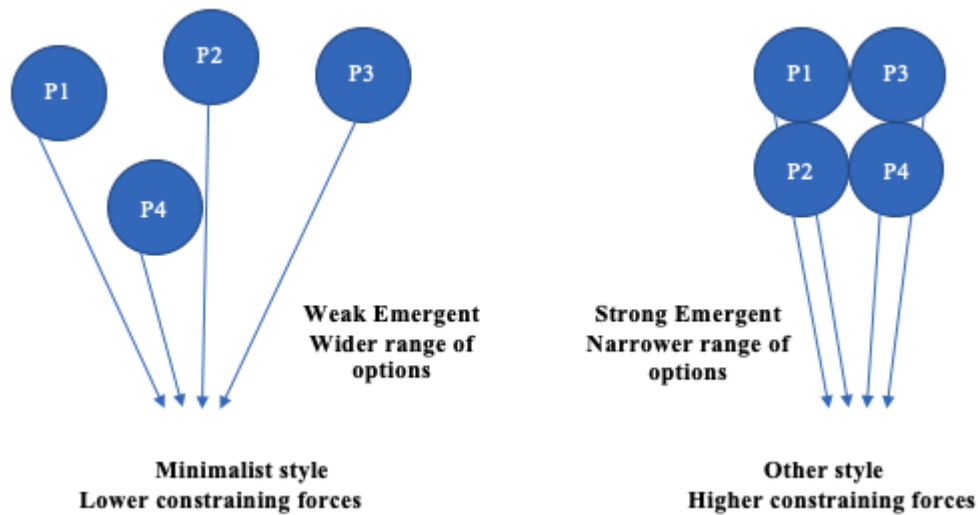 P1
P2
P3
P4
Weak Emergent
Wider range of
options
Minimalist style
Lower constraining forces
P1
P3
P2
P4
Strong Emergent
Narrower range of
options
Other style
Higher constraining forces